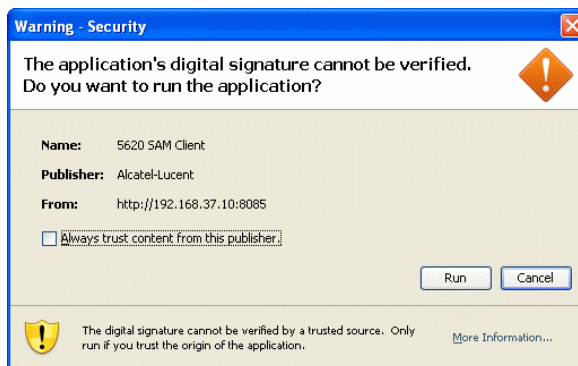 Warning - Security
The application's digital signature cannot be verified.
Do you want to run the application?
Name: 5620 SAM Client
Publisher: Alcatel-Lucent
From: http://192.168.37.10:8085
Always trust content from this publisher.
Run Cancel
The digital signature cannot be verified by a trusted source. Only
run if you trust the origin of the application.
More Information...